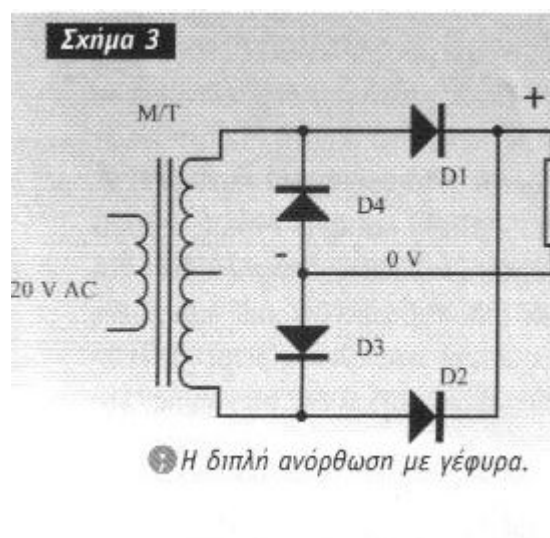 Σχήμα 3
+
M/T
D1
D4
-
0 V
20 V AC
D3
D2
Η διπλή ανόρθωση με γέφυρα.